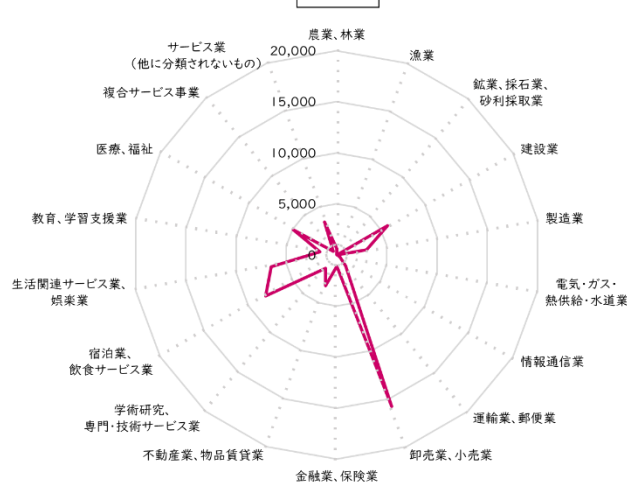 農業、林業
漁業
鉱業、採石業、
砂利採取業
建設業
製造業
電気・ガス・
熱供給・水道業
情報通信業
運輸業、郵便業
卸売業、小売業
金融業、保険業
不動産業、物品賃貸業
学術研究、
専門・技術サービス業
宿泊業、
飲食サービス業
生活関連サービス業、
娯楽業
教育、学習支援業
医療、福祉
複合サービス事業
サービス業
（他に分類されないもの）
20,000
15,000
10,000
5,000
0